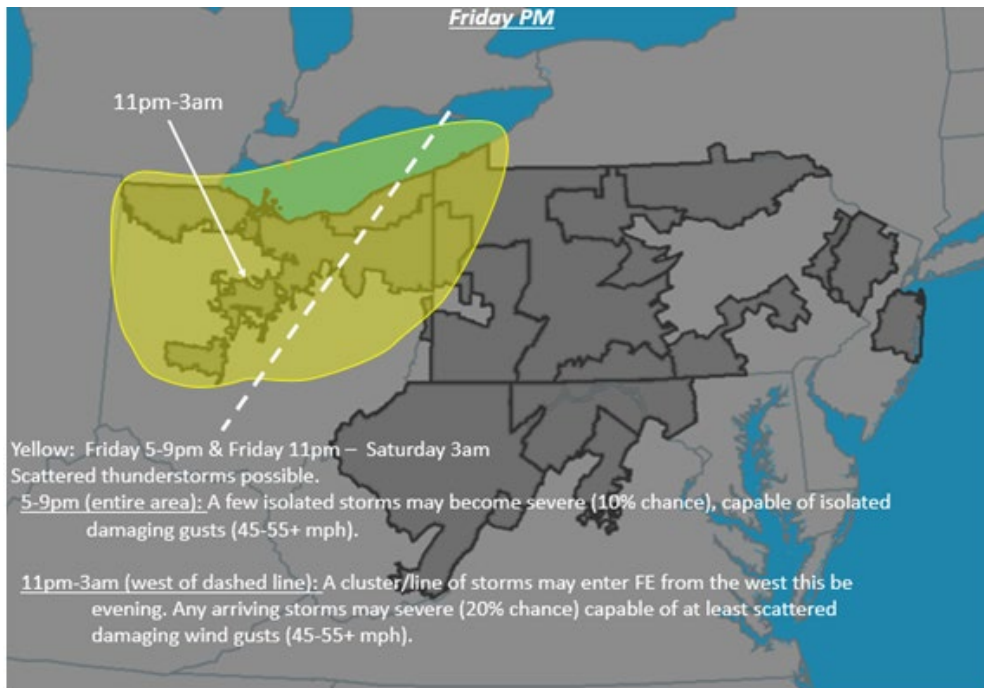 Friday PM
11pm-3am
Yellow: Friday 5-9pm & Friday 11pm – Saturday 3am
Scattered thunderstorms possible.
5-9pm (entire area): A few isolated storms may become severe (10% chance), capable of isolated
damaging gusts (45-55+ mph).
11pm-3am (west of dashed line): A cluster/line of storms may enter FE from the west this be
evening. Any arriving storms may severe (20% chance) capable of at least scattered
damaging wind gusts (45-55+ mph).